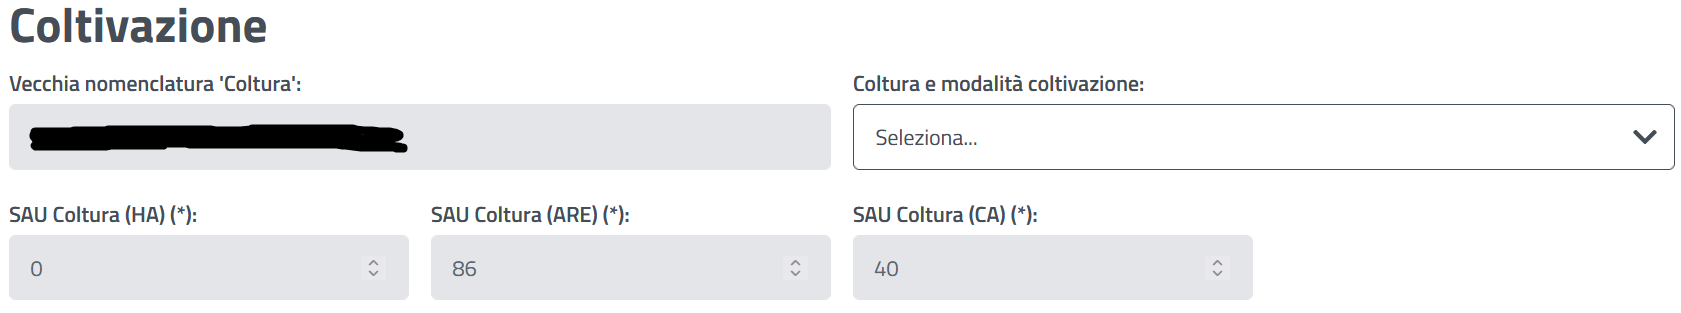 Coltivazione
Vecchia nomenclatura 'Coltura':
Coltura e modalità coltivazione:
Seleziona...
SAU Coltura (HA) (*):
SAU Coltura (ARE) (*):
SAU Coltura (CA) (*):
0
86
40